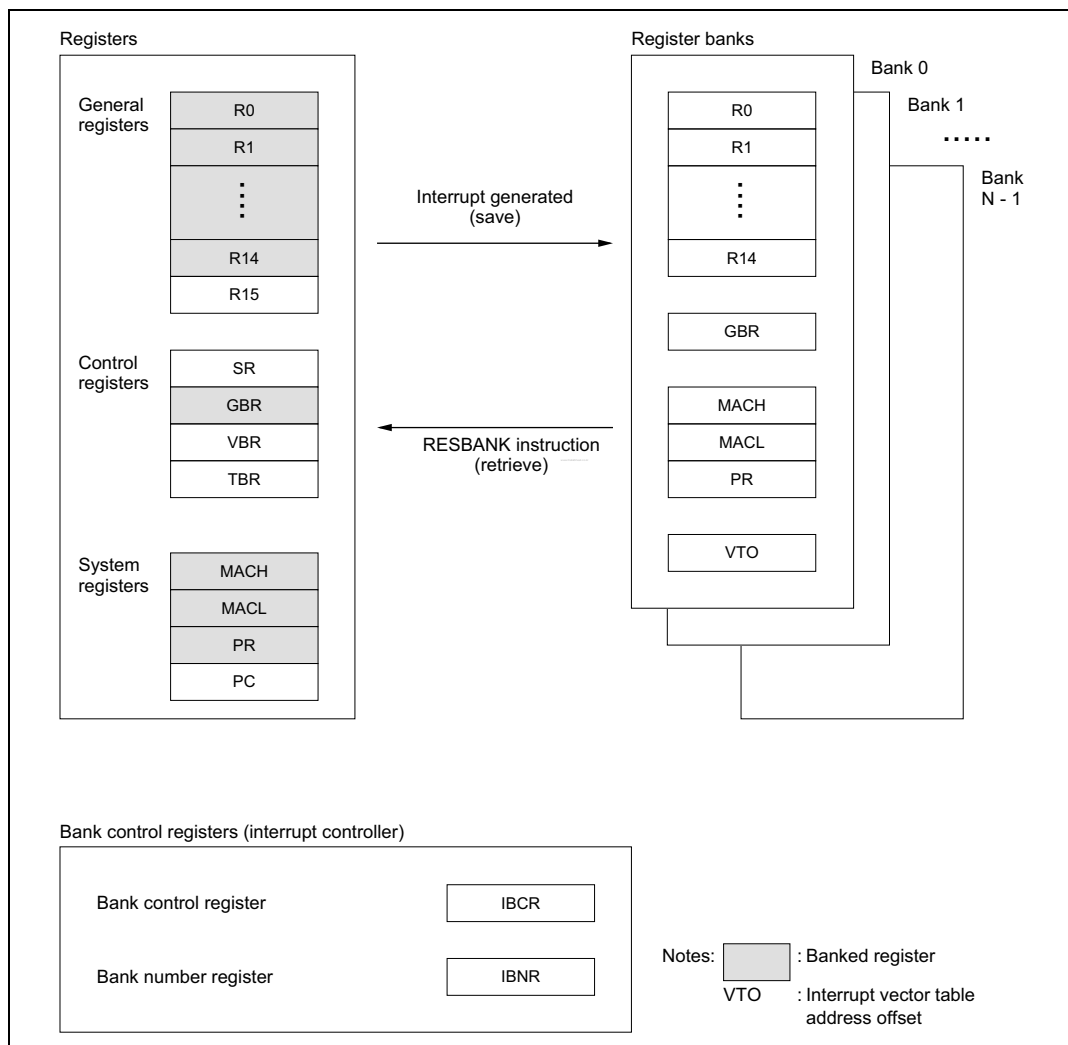 Registers
General
registers
R0
R1
R14
R15
Control
registers
SR
GBR
VBR
TBR
System
registers
MACH
MACL
PR
PC
Interrupt generated
(save)
RESBANK instruction
(retrieve)
Register banks
Bank 0
Bank 1
.....
Bank
N - 1
R0
R1
R14
GBR
MACH
MACL
PR
VTO
Bank control registers (interrupt controller)
Bank control register
IBCR
Bank number register
IBNR
Notes:
: Banked register
VTO : Interrupt vector table
address offset